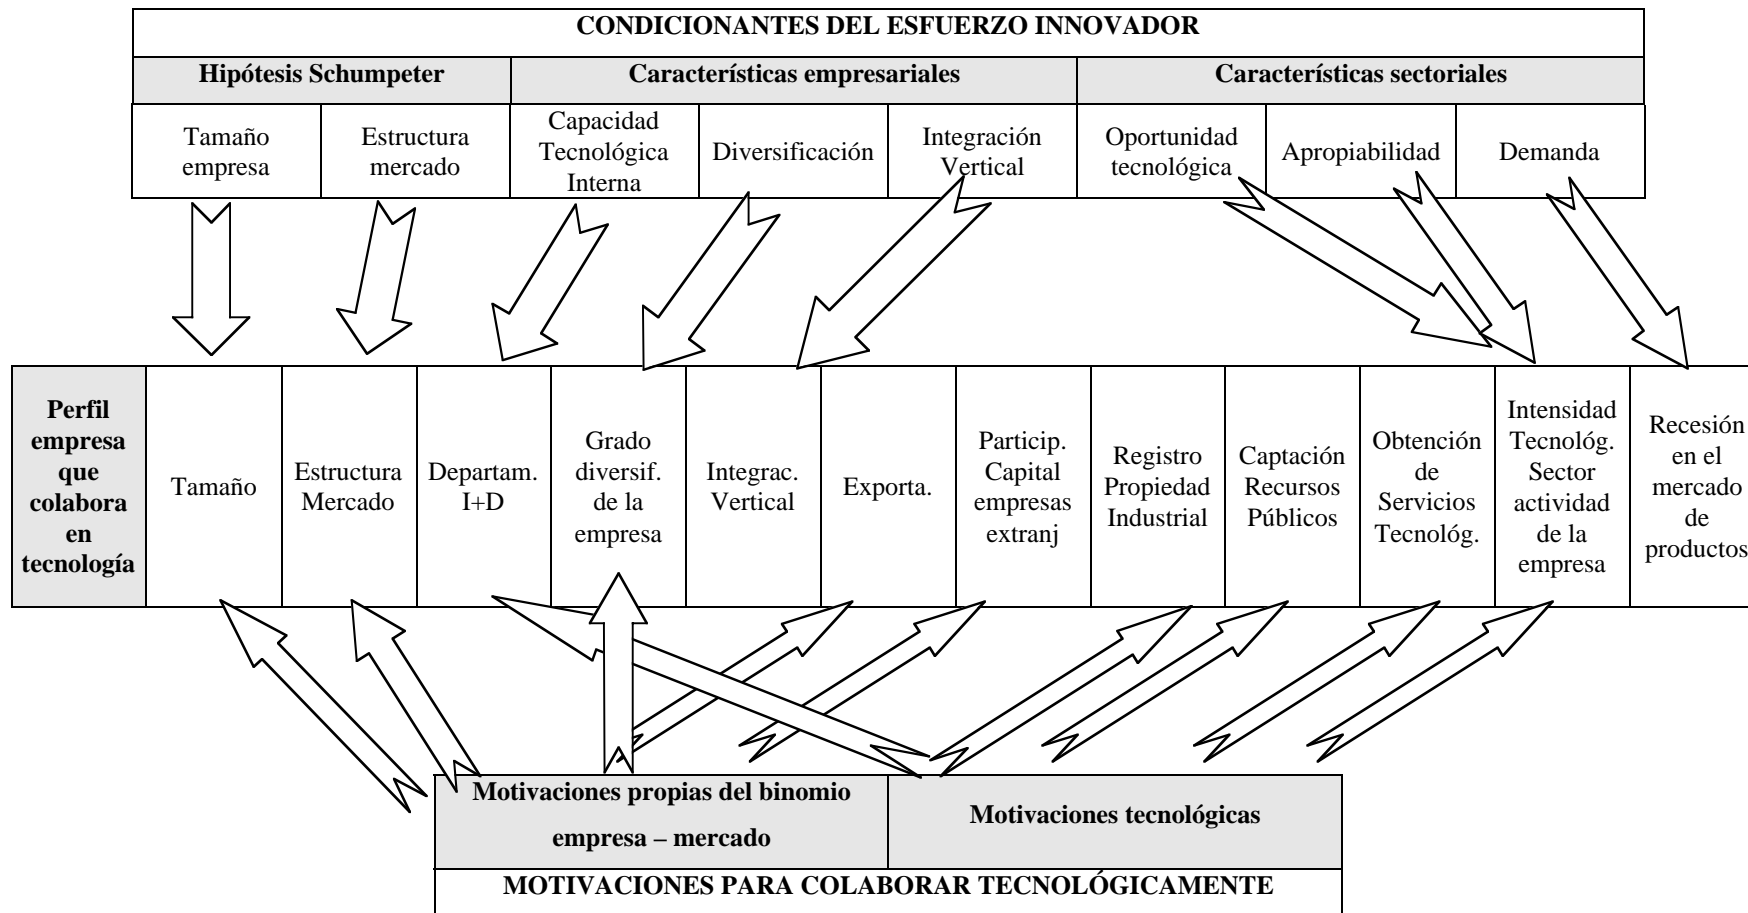 CONDICIONANTES DEL ESFUERZO INNOVADOR
Hipótesis Schumpeter
Características empresariales
Características sectoriales
Tamaño
empresa
Estructura
mercado
Capacidad
Tecnológica
Interna
Diversificación
Integración
Vertical
Oportunidad
tecnológica
Apropiabilidad
Demanda
Perfil
empresa
que
colabora
en
tecnología
Tamaño
Estructura
Mercado
Departam.
I+D
Grado
diversif.
de la
empresa
Integrac.
Vertical
Exporta.
Particip.
Capital
empresas
extranj
Registro
Propiedad
Industrial
Captación
Recursos
Públicos
Obtención
de
Servicios
Tecnológ.
Intensidad
Tecnológ.
Sector
actividad
de la
empresa
Recesión
en el
mercado
de
productos
Motivaciones propias del binomio
empresa – mercado
Motivaciones tecnológicas
MOTIVACIONES PARA COLABORAR TECNOLÓGICAMENTE